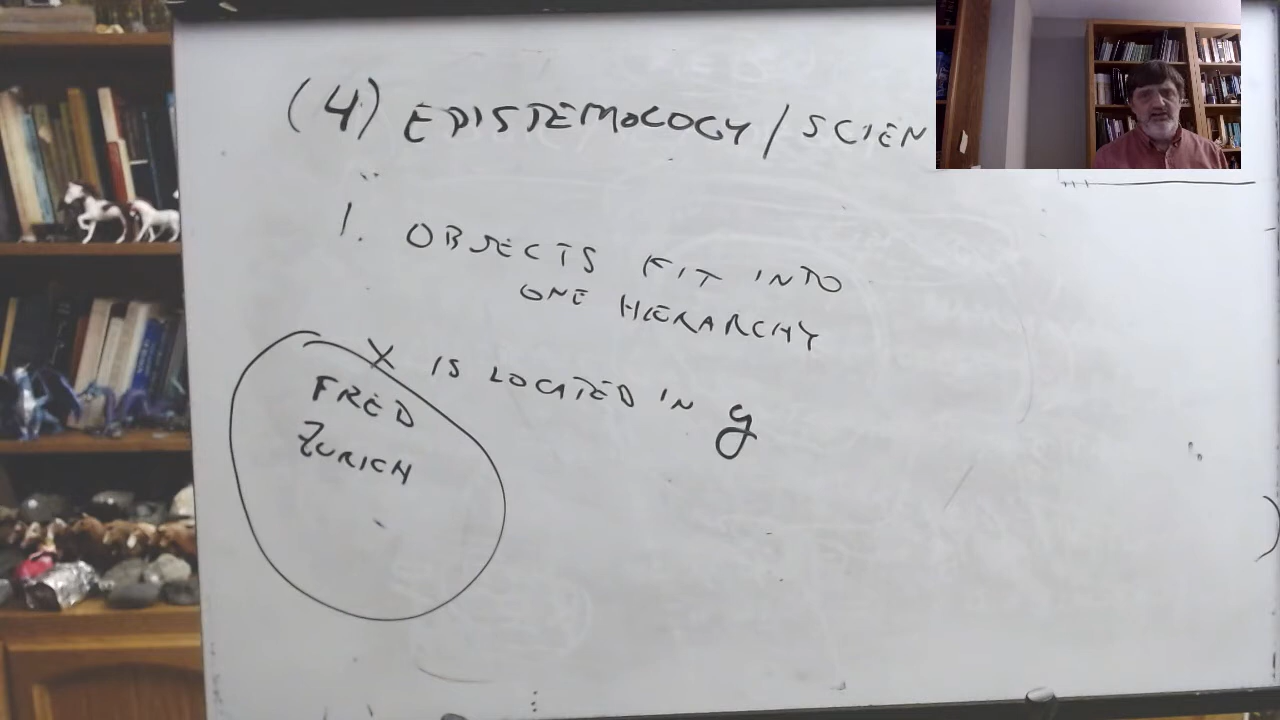 (4) EPISTEMOLOGY / SCIEN
1. OBJECTS FIT INTO
ONE HIERARCHY
X IS LOCATED IN y
FRED
ZURICH